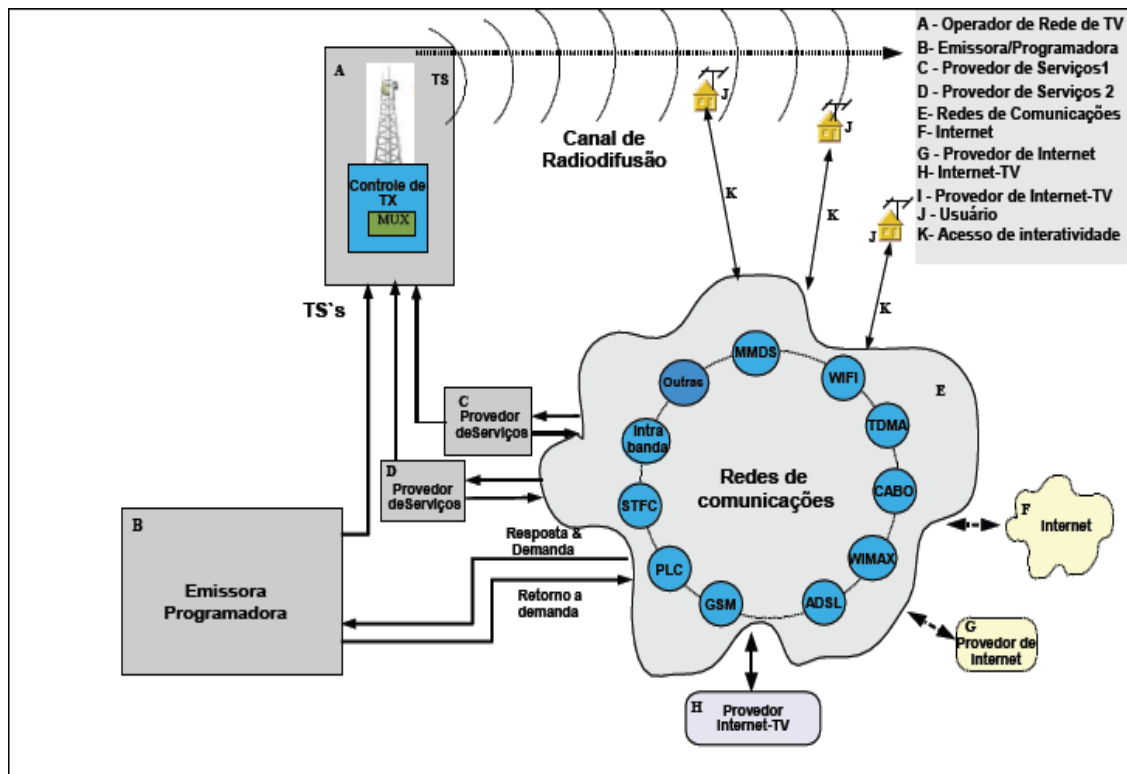 A
TS
Controle de
TX
MUX
Canal de
Radiodifusão
J
J
J
K
K
K
A - Operador de Rede de TV
B- Emissora/Programadora
C - Provedor de Serviços1
D - Provedor de Serviços 2
E- Redes de Comunicações
F- Internet
G - Provedor de Internet
H- Internet-TV
I - Provedor de Internet-TV
J - Usuário
K- Acesso de interatividade
TS`s
C
Provedor
deServiços
D
Provedor
deServiços
B
Emissora
Programadora
Resposta &
Demanda
Retorno a
demanda
E
MMDS
WIFI
TDMA
CABO
WIMAX
ADSL
GSM
PLC
STFC
Intra
banda
Outras
Redes de
comunicações
F
Internet
G
Provedor de
Internet
H
Provedor
Internet-TV